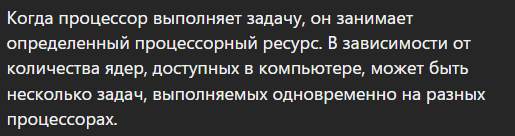 Когда процессор выполняет задачу, он занимает
определенный процессорный ресурс. В зависимости от
количества ядер, доступных в компьютере, может быть
несколько задач, выполняемых одновременно на разных
процессорах.